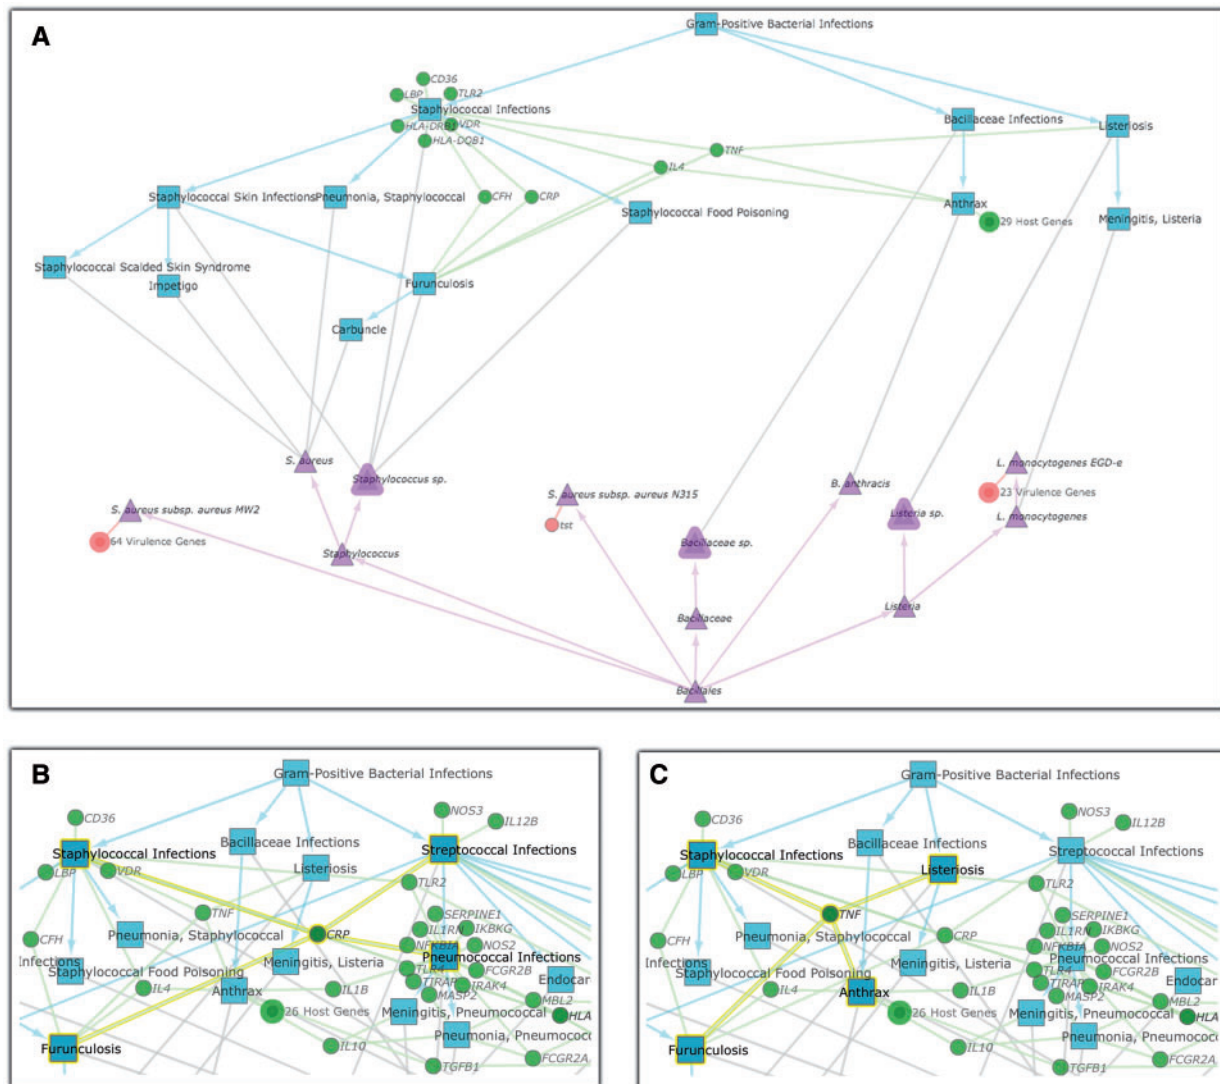 A
Gram-Positive Bacterial Infections
CD36
LBP
TLR2
Staphylococcal Infections
HLA-DRB1
VDR
HLA-DQB1
Bacillaceae Infections
Listeriosis
TNF
IL4
Staphylococcal Skin Infections
Pneumonia, Staphylococcal
CFH
CRP
Staphylococcal Food Poisoning
Anthrax
29 Host Genes
Meningitis, Listeria
Staphylococcal Scalded Skin Syndrome
Impetigo
Furunculosis
Carbuncle
S. aureus
Staphylococcus sp.
S. aureus subsp. aureus MW2
64 Virulence Genes
Staphylococcus
S. aureus subsp. aureus N315
tst
Bacillaceae sp.
B. anthracis
Listeria sp.
L. monocytogenes EGD-e
23 Virulence Genes
L. monocytogenes
Bacillaceae
Listeria
Bacillales
B
Gram-Positive Bacterial Infections
CD36
NOS3
IL12B
Bacillaceae Infections
Staphylococcal Infections
Streptococcal Infections
Listeriosis
LBP
VDR
TLR2
TNF
SERPINE1
CRP
IL1RN
IKBKG
CFH
Pneumonia, Staphylococcal
NFKBIA
NOS2
Infections
Meningitis, Listeria
Pneumococcal Infections
Staphylococcal Food Poisoning
TLR4
FCGR2B
Endocar
IL4
Anthrax
IL1B
TIRAP
IRAK4
MASP2
MBL2
26 Host Genes
Meningitis, Pneumococcal
HLA
Furunculosis
IL10
Pneumonia, Pneumococc
TGFB1
FCGR2A
C
Gram-Positive Bacterial Infections
CD36
NOS3
IL12B
Bacillaceae Infections
Staphylococcal Infections
Streptococcal Infections
Listeriosis
LBP
VDR
TLR2
TNF
SERPINE1
CRP
IL1RN
IKBKG
CFH
Pneumonia, Staphylococcal
NFKBIA
NOS2
Infections
Meningitis, Listeria
Pneumococcal Infections
Staphylococcal Food Poisoning
TLR4
FCGR2B
Endocar
IL4
Anthrax
IL1B
TIRAP
IRAK4
MASP2
MBL2
26 Host Genes
Meningitis, Pneumococcal
HLA
Furunculosis
IL10
Pneumonia, Pneumococc
TGFB1
FCGR2A